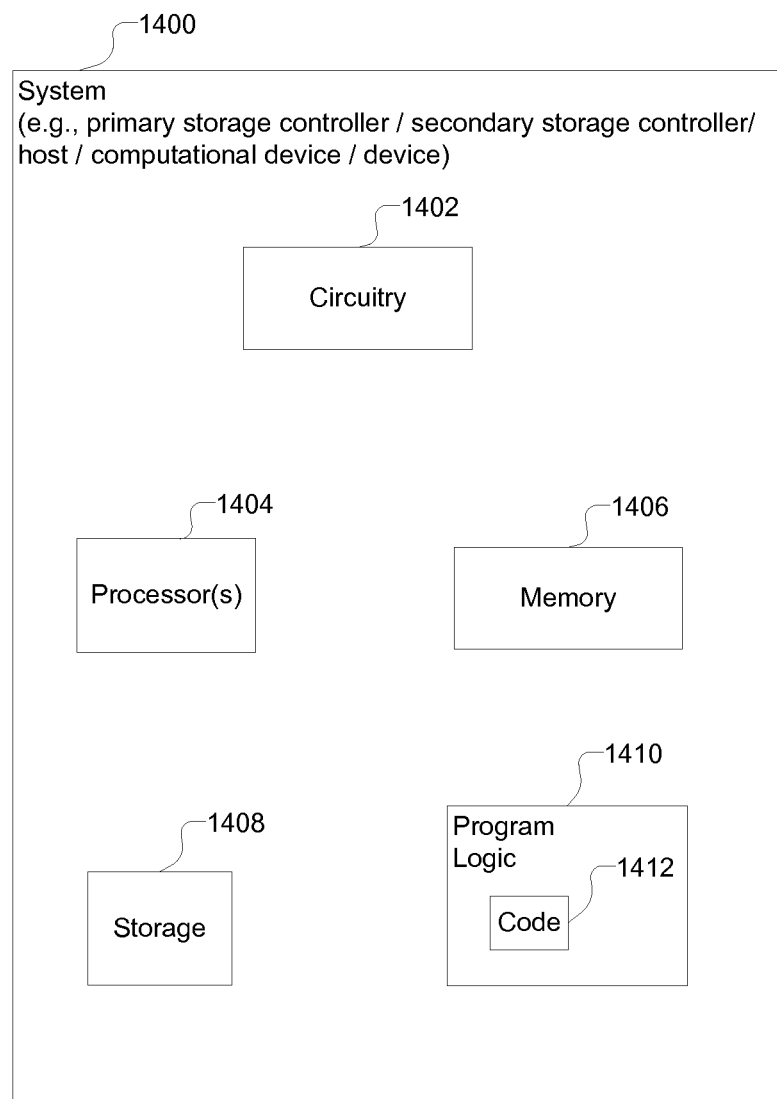 1400
System
(e.g., primary storage controller / secondary storage controller/
host / computational device / device)
1402
Circuitry
1404
Processor(s)
1406
Memory
1408
Storage
1410
Program
Logic
1412
Code